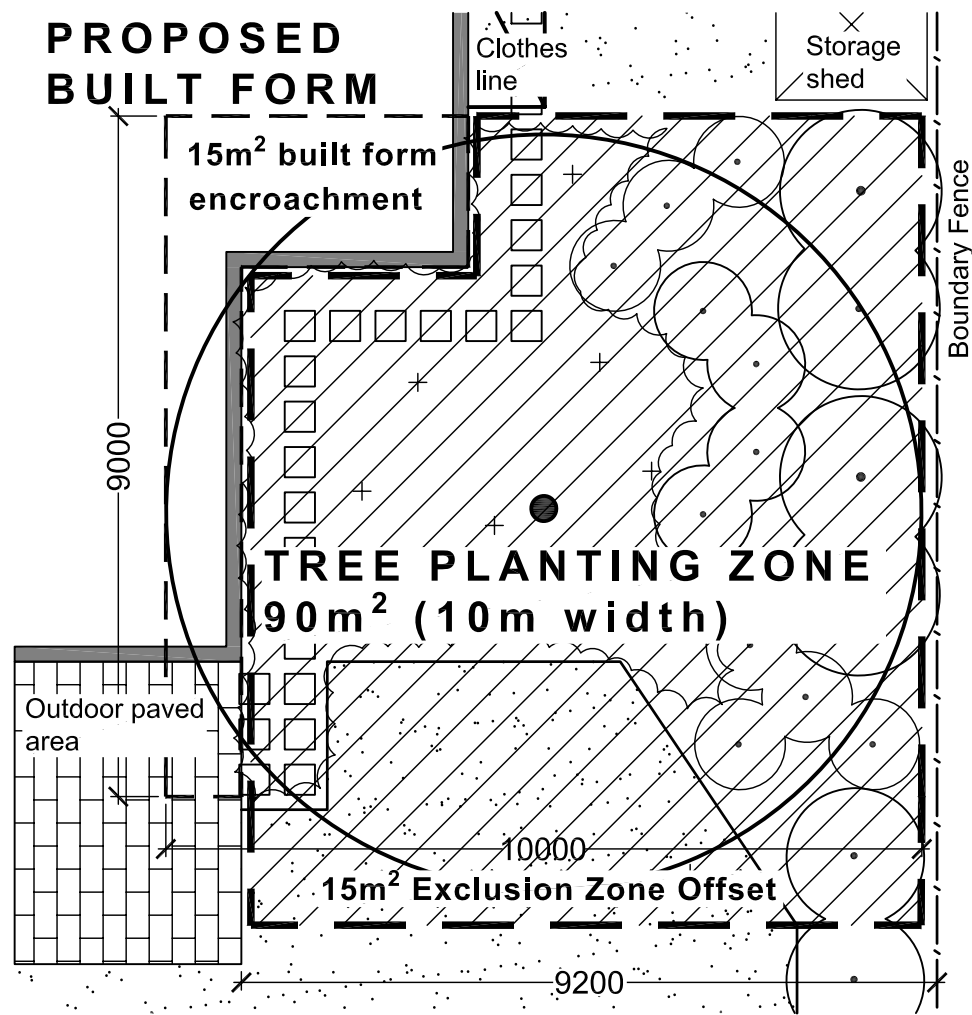 PROPOSED
BUILT FORM
Clothes
line
Storage
shed
15m² built form
encroachment
Boundary Fence
9000
TREE PLANTING ZONE
90m² (10m width)
Outdoor paved
area
10000
15m² Exclusion Zone Offset
9200